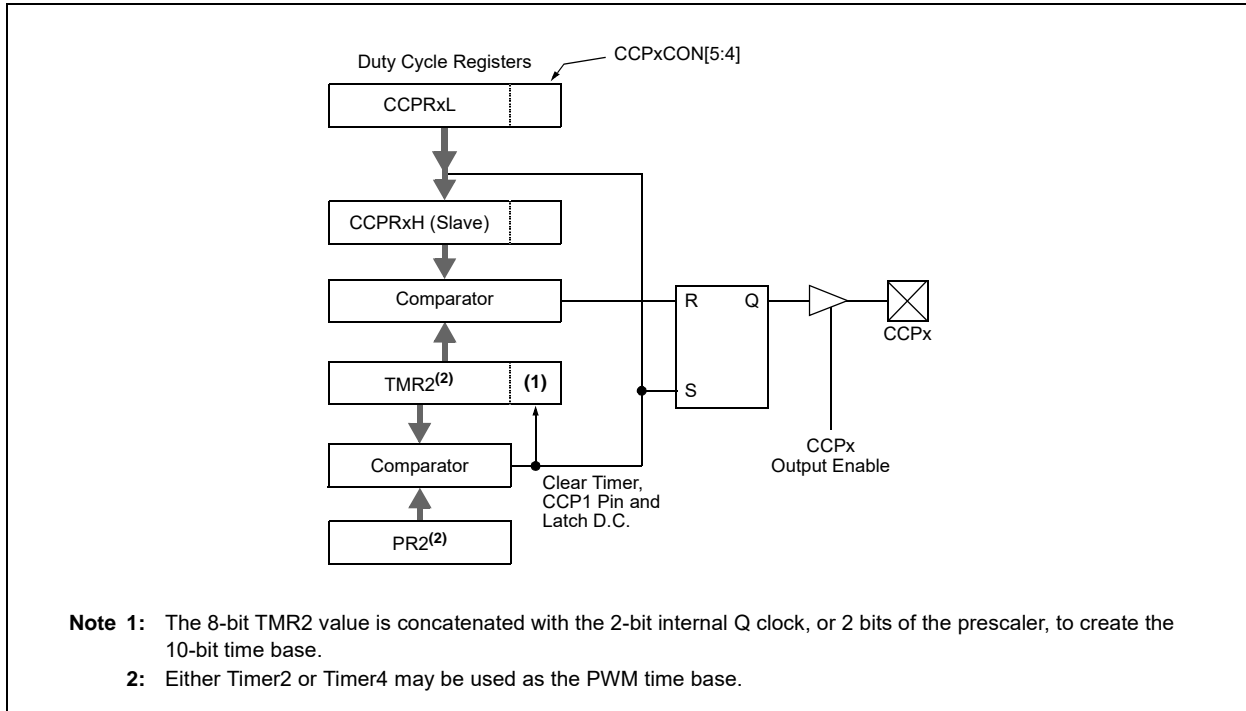 Duty Cycle Registers
CCPxCON[5:4]
CCPRxL
CCPRxH (Slave)
Comparator
R Q
CCPx
TMR2(2) (1)
S
Comparator
CCPx
Output Enable
Clear Timer,
CCP1 Pin and
Latch D.C.
PR2(2)
Note 1: The 8-bit TMR2 value is concatenated with the 2-bit internal Q clock, or 2 bits of the prescaler, to create the
10-bit time base.
2: Either Timer2 or Timer4 may be used as the PWM time base.